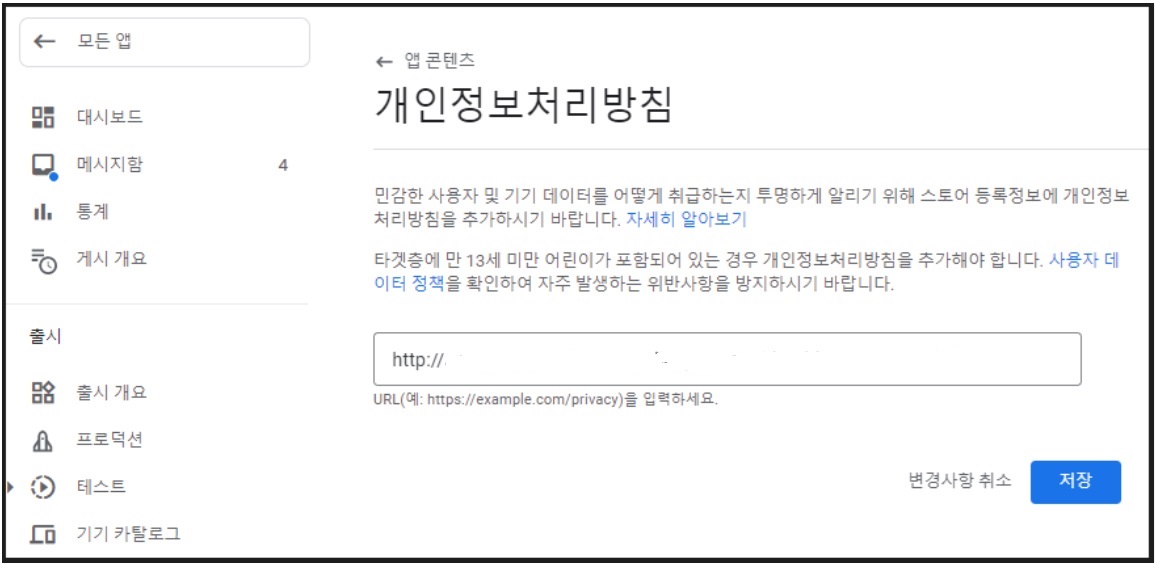 모든 앱
대시보드
메시지함 4
통계
게시 개요
출시
출시 개요
프로덕션
테스트
기기 카탈로그
앱 콘텐츠
개인정보처리방침
민감한 사용자 및 기기 데이터를 어떻게 취급하는지 투명하게 알리기 위해 스토어 등록정보에 개인정보
처리방침을 추가하시기 바랍니다. 자세히 알아보기
타겟층에 만 13세 미만 어린이가 포함되어 있는 경우 개인정보처리방침을 추가해야 합니다. 사용자 데
이터 정책을 확인하여 자주 발생하는 위반사항을 방지하시기 바랍니다.
http://
URL(예: https://example.com/privacy)을 입력하세요.
변경사항 취소
저장